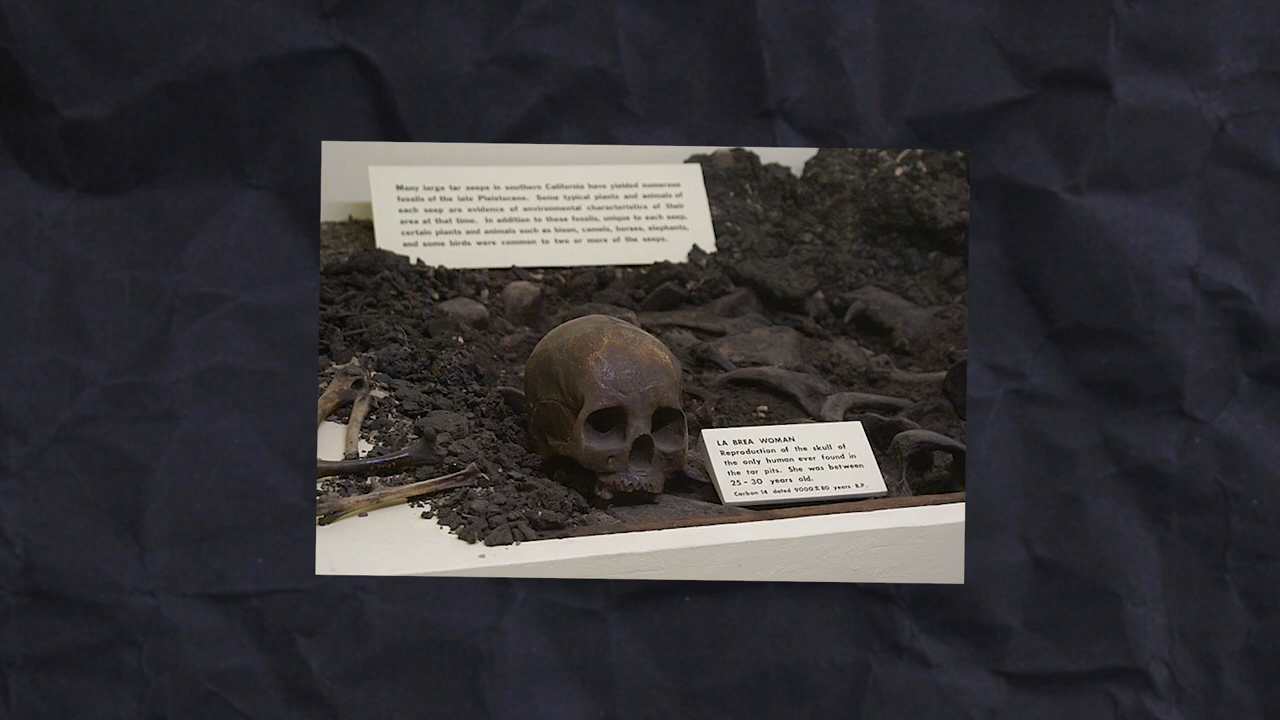 Many large tar seeps in southern California have yielded numerous
fossils of the late Pleistocene. Some typical plants and animals of
each seep are evidence of environmental characteristics of their
area at that time. In addition to these fossils, unique to each seep,
certain plants and animals such as bison, camels, horses, elephants,
and some birds were common to two or more of the seeps.
LA BREA WOMAN
Reproduction of the skull of
the only human ever found in
the tar pits. She was between
25 - 30 years old.
Carbon 14 dated 9000±80 years B.P.